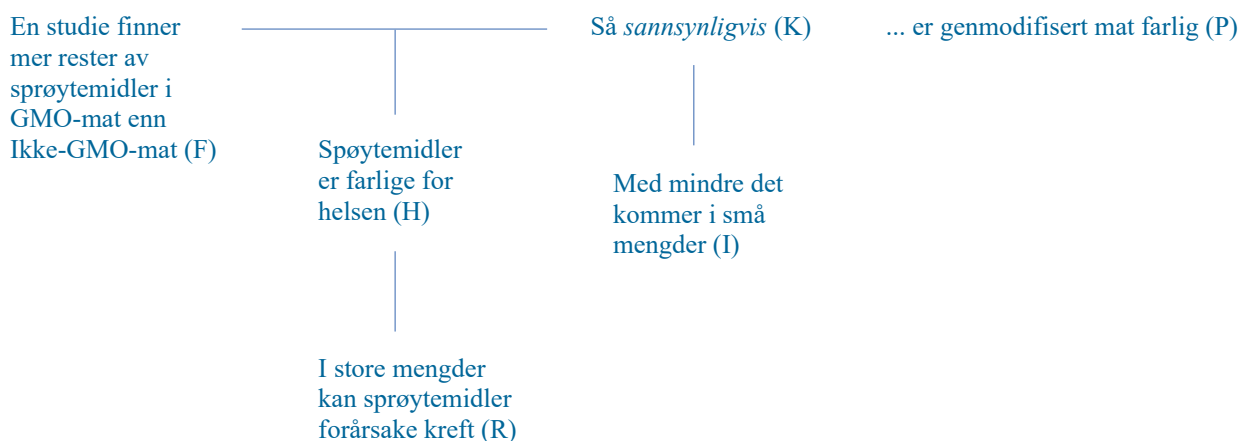 En studie finner
mer rester av
sprøytemidler i
GMO-mat enn
Ikke-GMO-mat (F)
Så sannsynligvis (K)
... er genmodifisert mat farlig (P)
Spøytemidler
er farlige for
helsen (H)
Med mindre det
kommer i små
mengder (I)
I store mengder
kan sprøytemidler
forårsake kreft (R)